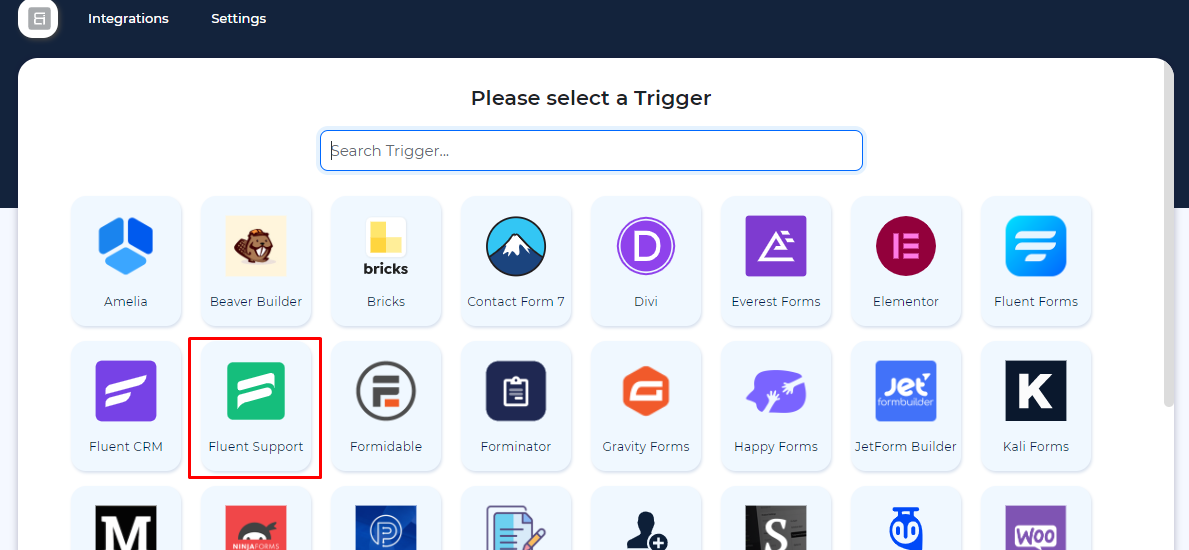 Integrations Settings
Please select a Trigger
Search Trigger...
bricks
D
Amelia Beaver Builder Bricks Contact Form 7 Divi Everest Forms Elementor Fluent Forms
Jet
formbuilder
K
Fluent CRM Fluent Support Formidable Forminator Gravity Forms Happy Forms JetForm Builder Kali Forms
M NINJAFORMS P S WOO